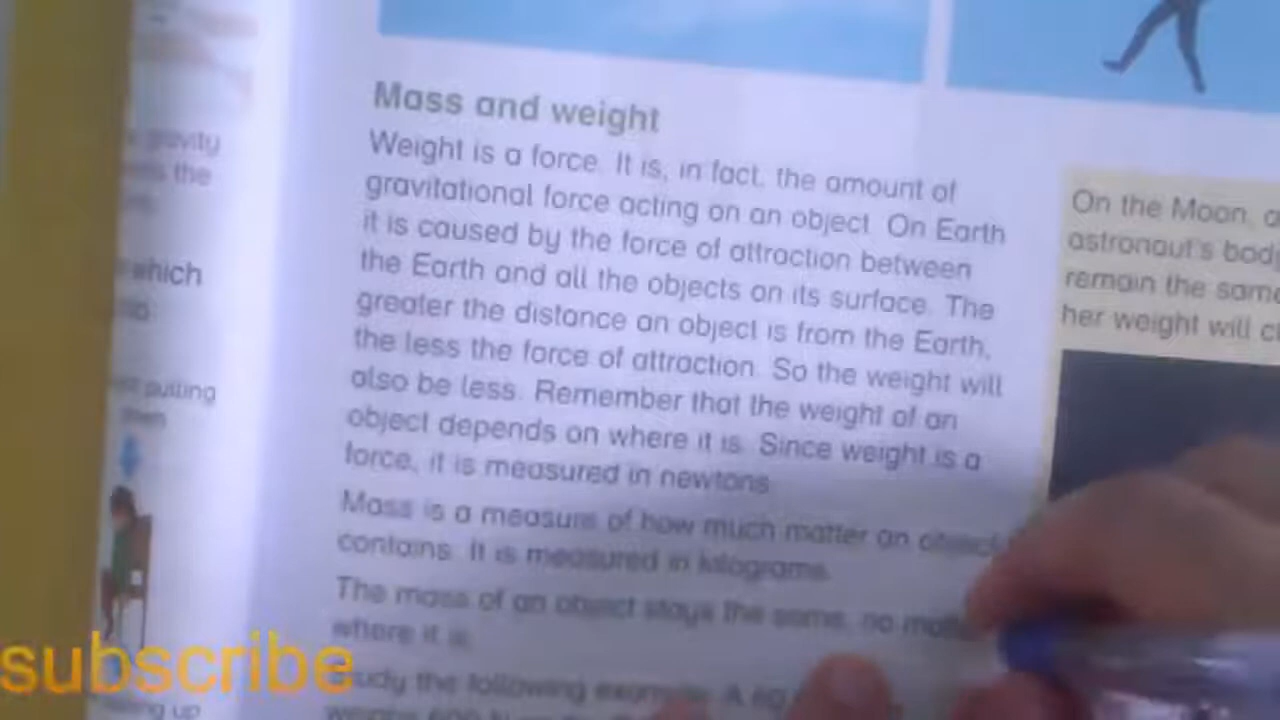 gravity
the
which
pulling
Mass and weight
Weight is a force. It is, in fact, the amount of
gravitational force acting on an object. On Earth
it is caused by the force of attraction between
the Earth and all the objects on its surface. The
greater the distance an object is from the Earth,
the less the force of attraction. So the weight will
also be less. Remember that the weight of an
object depends on where it is. Since weight is a
force, it is measured in newtons.
Mass is a measure of how much matter an object
contains. It is measured in kilograms.
The mass of an object stays the same, no
where it is.
the following example. A
On the Moon,
astronaut's
remain the same
her weight will
subscribe
up